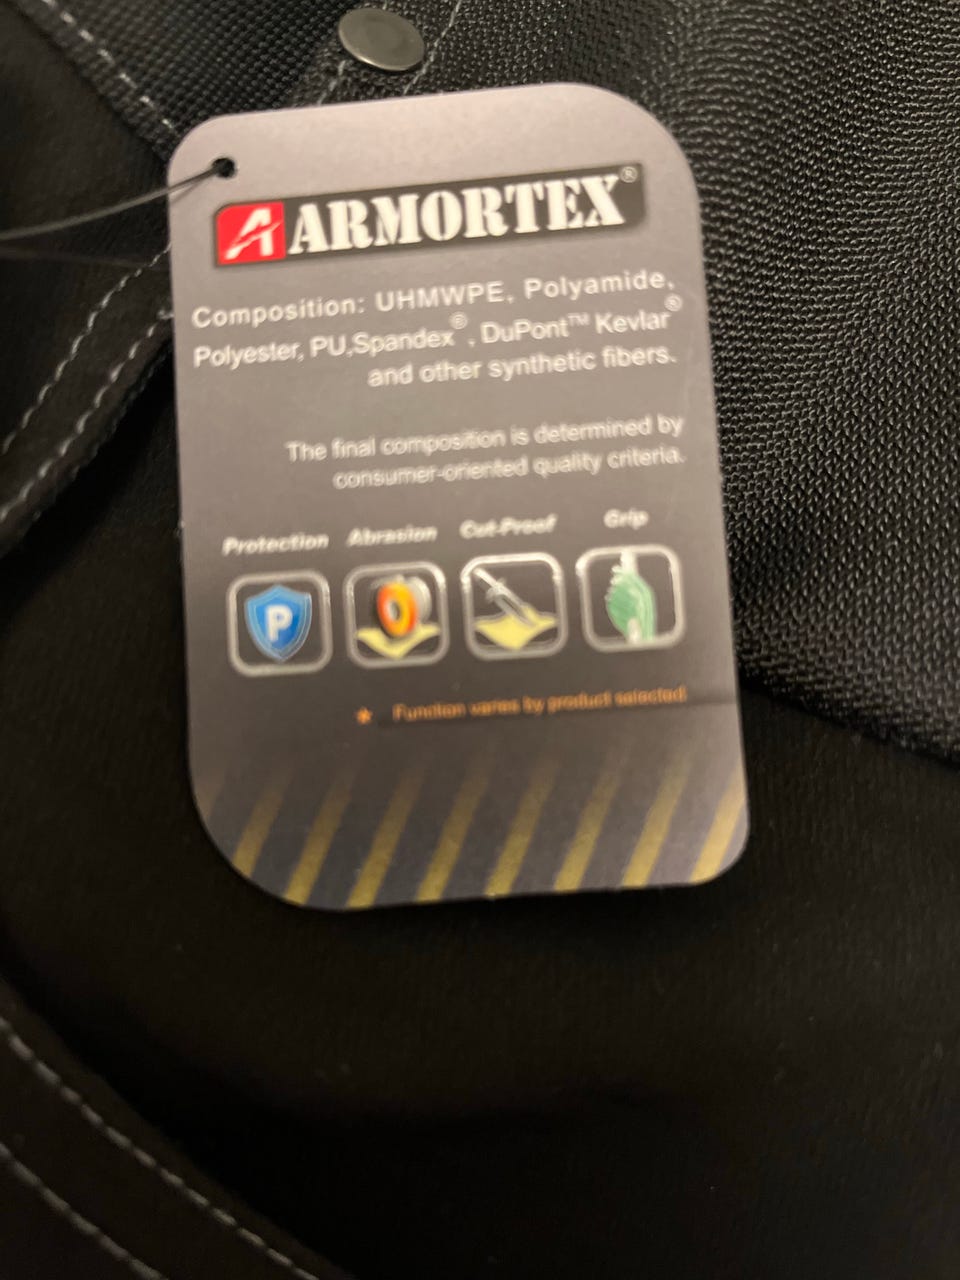 ARMORTEX®
Composition: UHMWPE, Polyamide,
Polyester, PU,Spandex®, DuPont™ Kevlar®
and other synthetic fibers.
The final composition is determined by
consumer-oriented quality criteria.
Protection Abrasion Cut-Proof Grip
P
* Function varies by product selected.